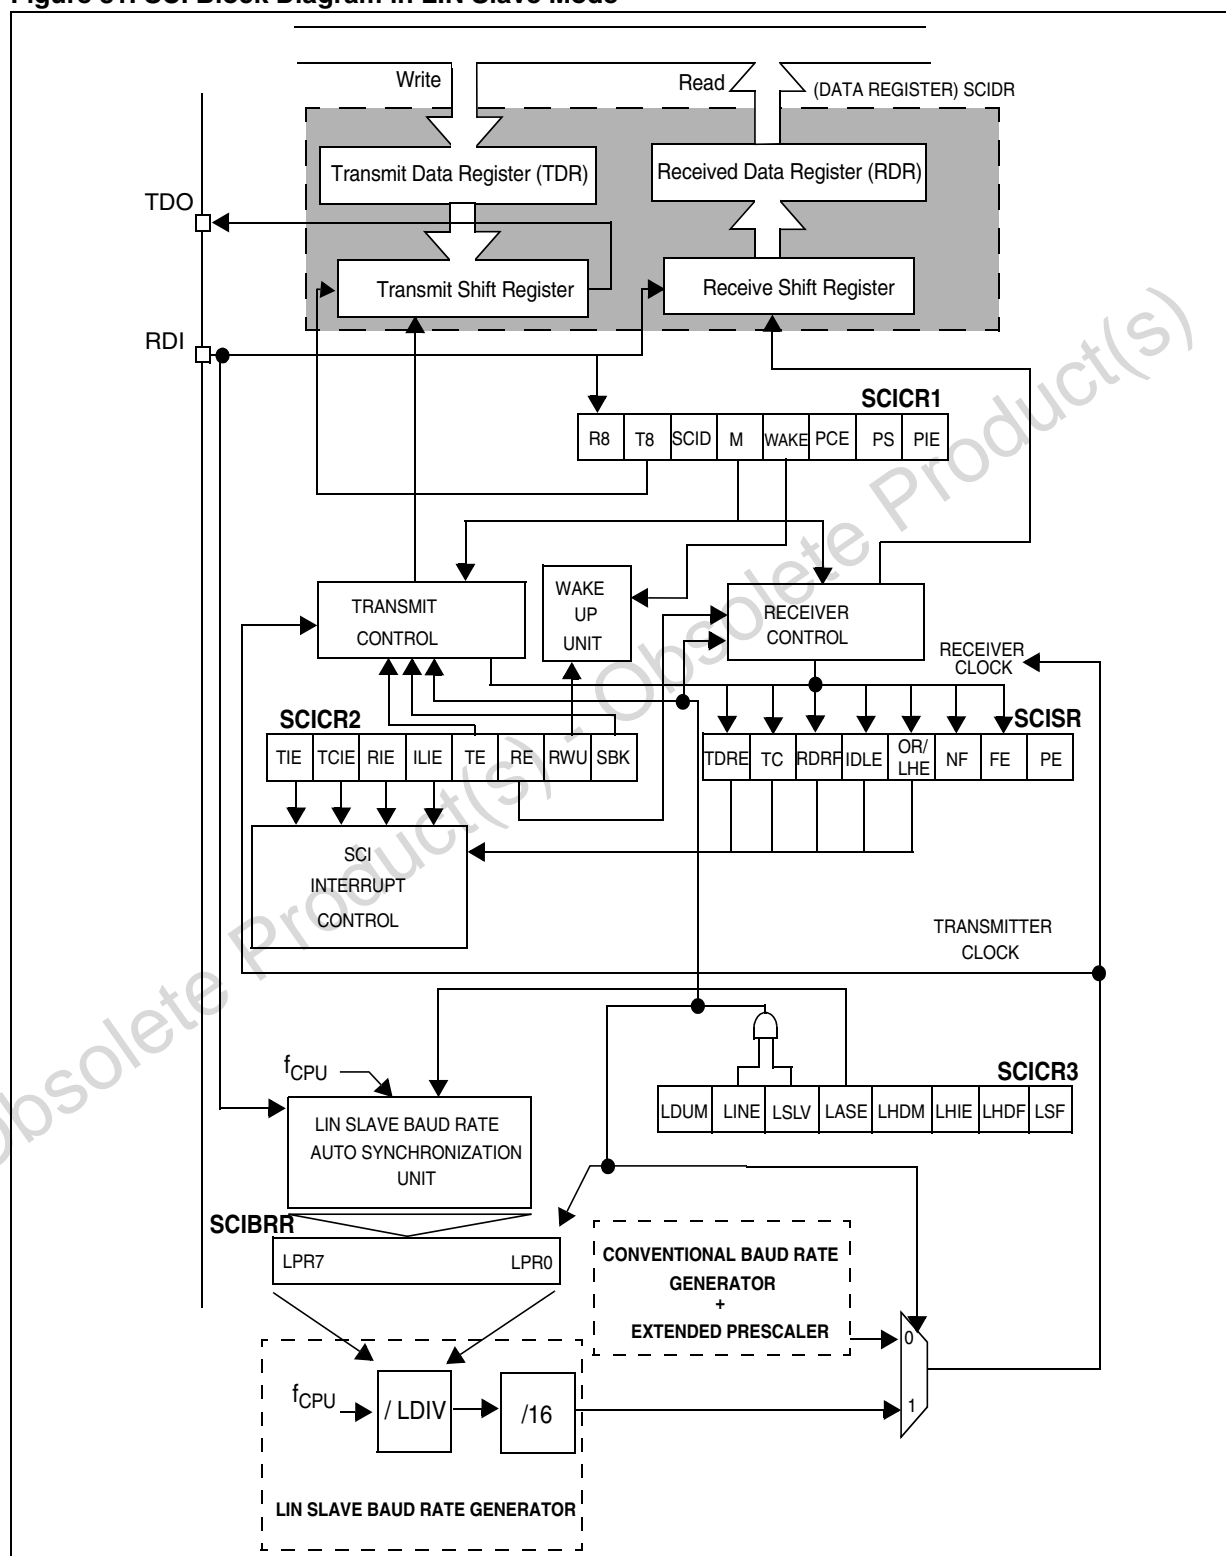 Figure 81. SCI Block Diagram in LIN Slave Mode
Write
Read
(DATA REGISTER) SCIDR
Transmit Data Register (TDR)
Received Data Register (RDR)
TDO
Transmit Shift Register
Receive Shift Register
RDI
SCICR1
R8 T8 SCID M WAKE PCE PS PIE
TRANSMIT
CONTROL
WAKE
UP
UNIT
RECEIVER
CONTROL
RECEIVER
CLOCK
SCICR2
TIE TCIE RIE ILIE TE RE RWU SBK
SCISR
TDRE TC RDRF IDLE OR/ LHE NF FE PE
SCI
INTERRUPT
CONTROL
TRANSMITTER
CLOCK
fCPU
SCICR3
LDUM LINE LSLV LASE LHDM LHIE LHDF LSF
LIN SLAVE BAUD RATE
AUTO SYNCHRONIZATION
UNIT
SCIBRR
LPR7
LPR0
CONVENTIONAL BAUD RATE
GENERATOR
+
EXTENDED PRESCALER
0
1
fCPU
/ LDIV
/16
LIN SLAVE BAUD RATE GENERATOR
Obsolete Product(s) - Obsolete Product(s)